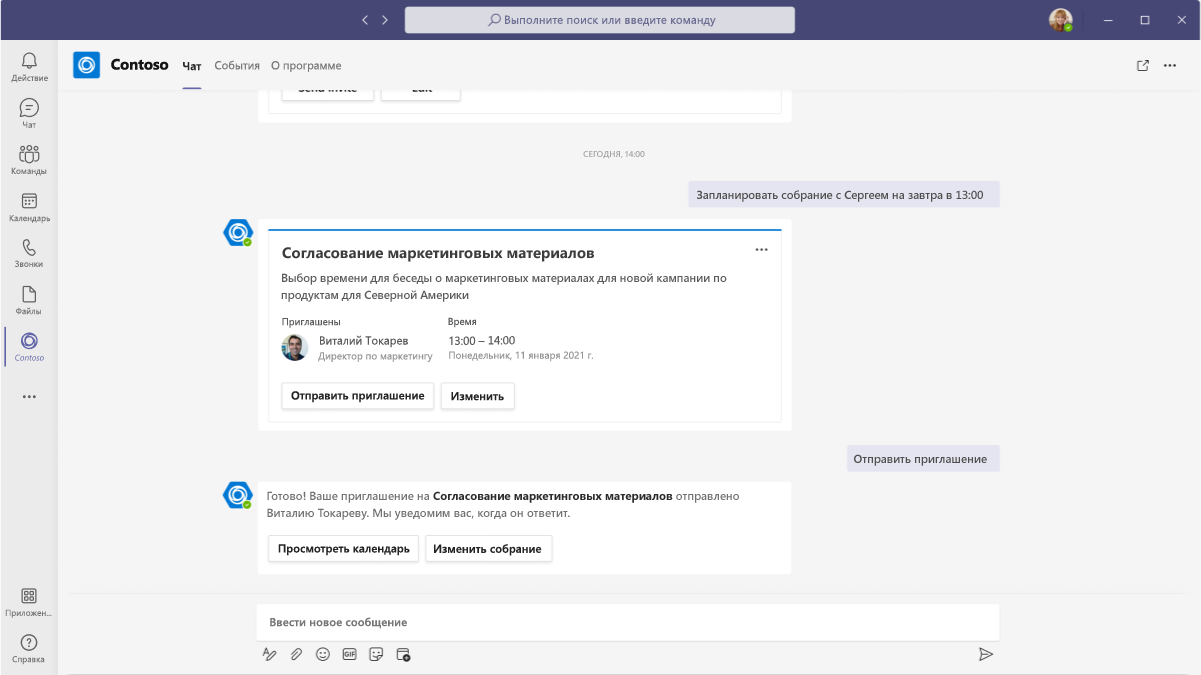 Выполните поиск или введите команду
Действие
Чат
Команды
Календарь
Звонки
Файлы
Contoso
Приложен...
Справка
Contoso Чат События О программе
Send invite Edit
СЕГОДНЯ, 14:00
Запланировать собрание с Сергеем на завтра в 13:00
Согласование маркетинговых материалов
Выбор времени для беседы о маркетинговых материалах для новой кампании по
продуктам для Северной Америки
Приглашены Время
Виталий Токарев 13:00 – 14:00
Директор по маркетингу Понедельник, 11 января 2021 г.
Отправить приглашение Изменить
Отправить приглашение
Готово! Ваше приглашение на Согласование маркетинговых материалов отправлено
Виталию Токареву. Мы уведомим вас, когда он ответит.
Просмотреть календарь Изменить собрание
Ввести новое сообщение
GIF